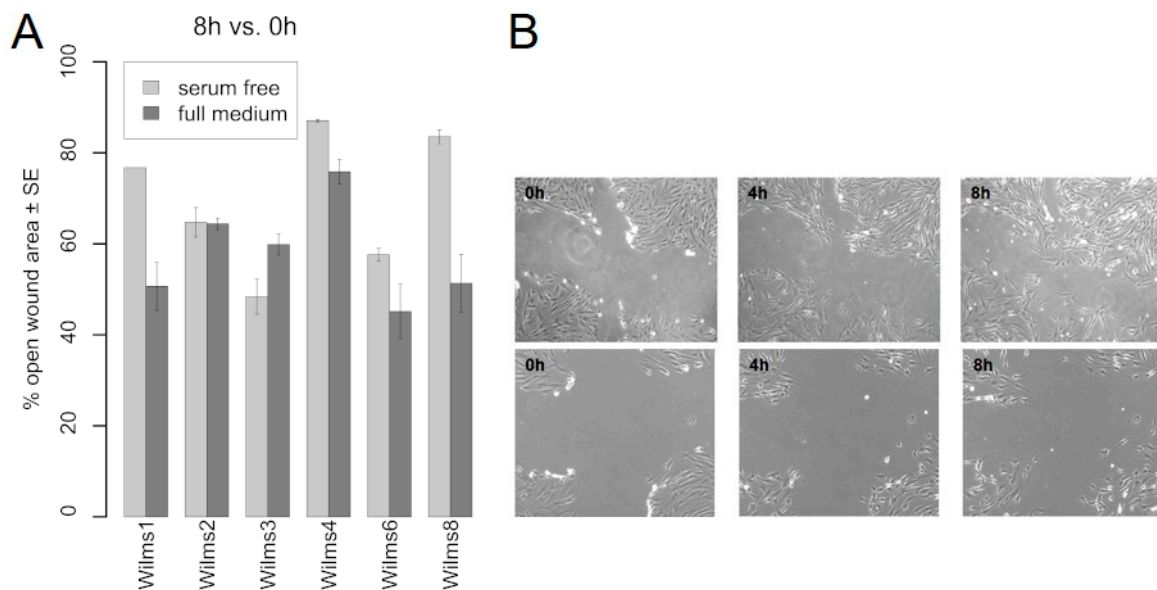 A
8h vs. 0h
B
100
80
60
40
20
0
% open wound area ± SE
serum free
full medium
Wilms1
Wilms2
Wilms3
Wilms4
Wilms6
Wilms8
0h
4h
8h
0h
4h
8h